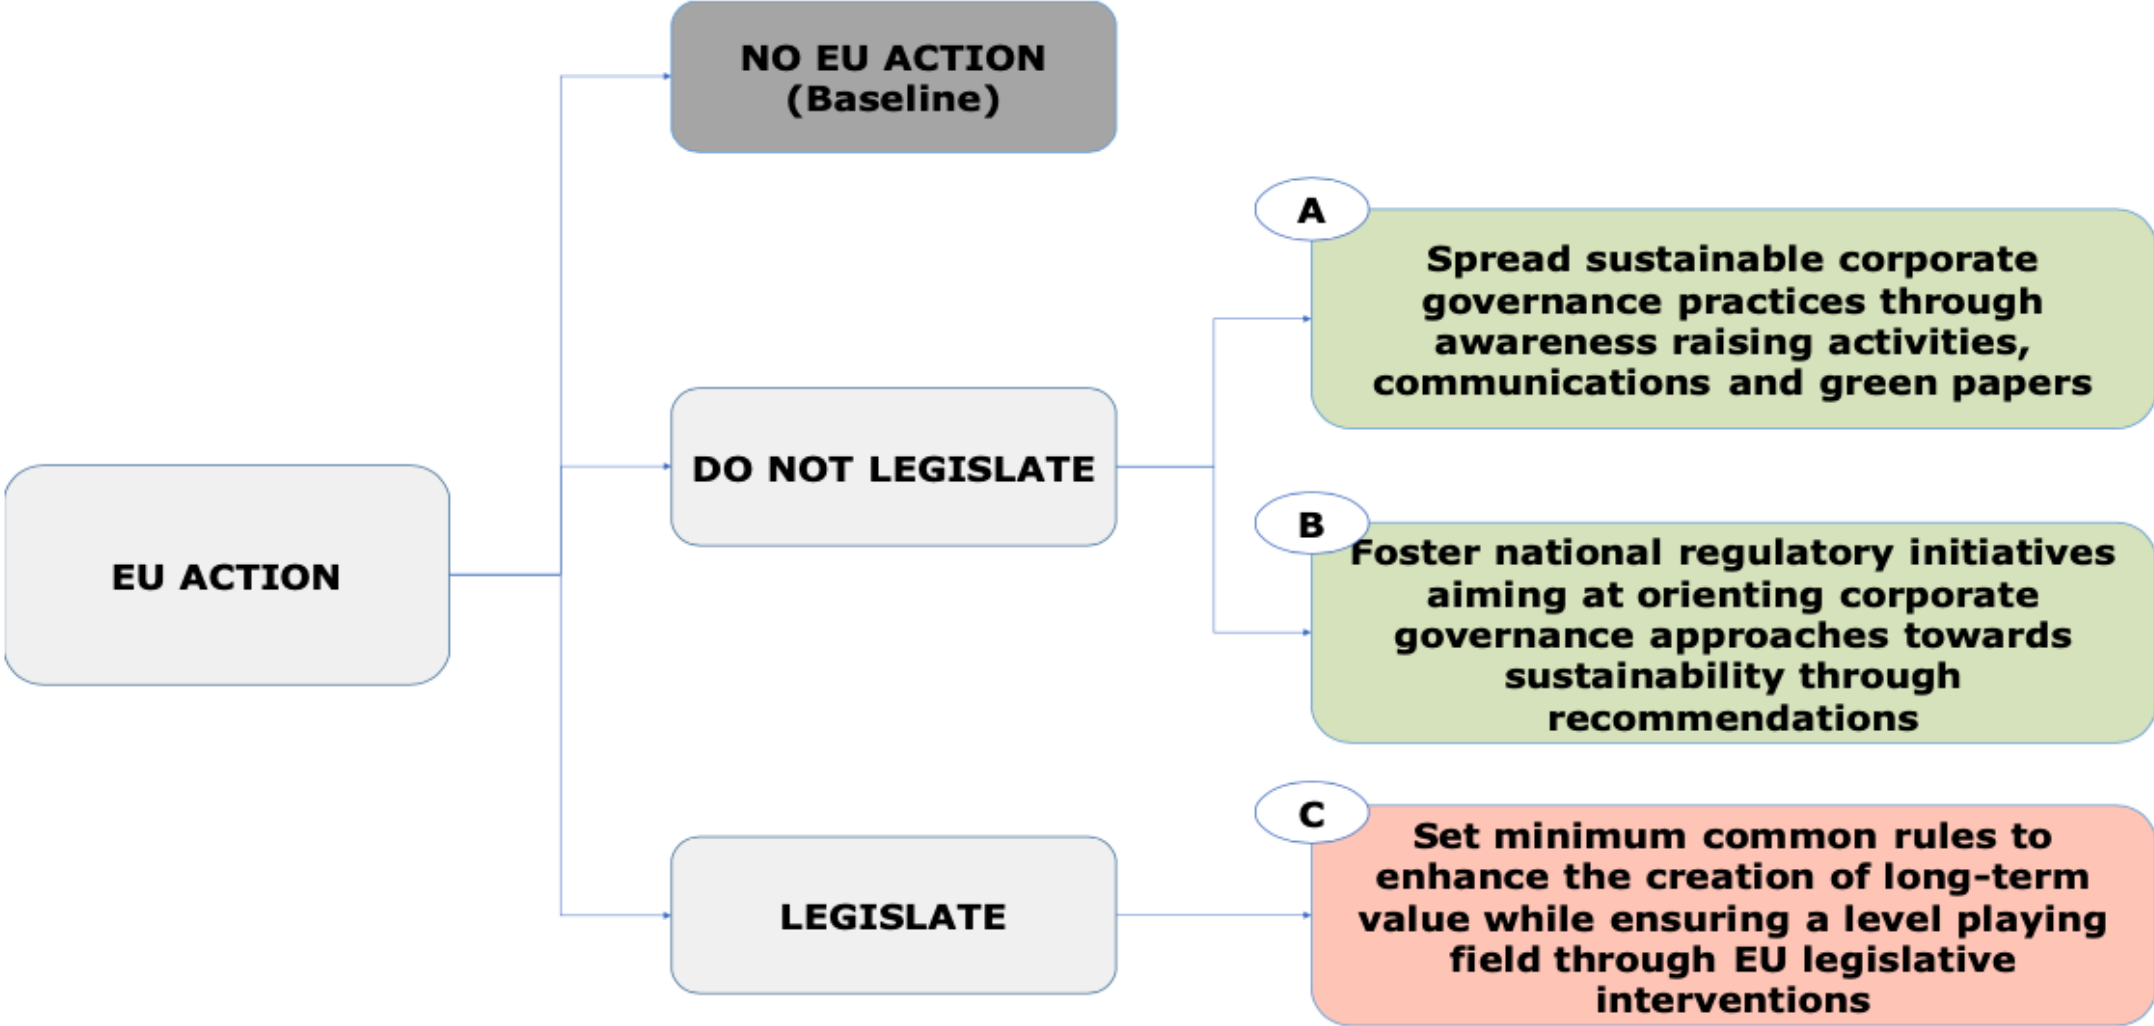 NO EU ACTION
(Baseline)
A
Spread sustainable corporate
governance practices through
awareness raising activities,
communications and green papers
DO NOT LEGISLATE
B
Foster national regulatory initiatives
aiming at orienting corporate
governance approaches towards
sustainability through
recommendations
EU ACTION
C
Set minimum common rules to
enhance the creation of long-term
value while ensuring a level playing
field through EU legislative
interventions
LEGISLATE